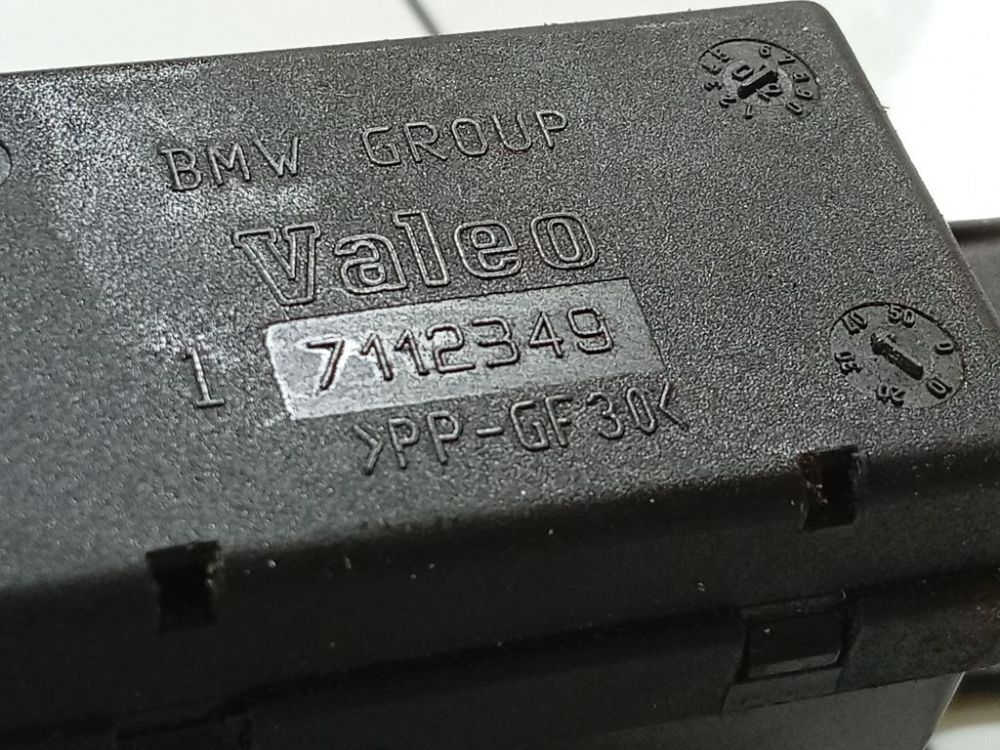 BMW GROUP
Valeo
1 7112349
>PP-GF30<